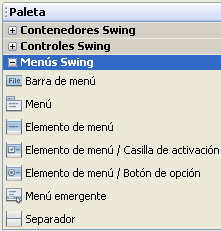 Paleta
Contenedores Swing
Controles Swing
Menús Swing
File Barra de menú
Menú
Elemento de menú
Elemento de menú / Casilla de activación
Elemento de menú / Botón de opción
Menú emergente
Separador